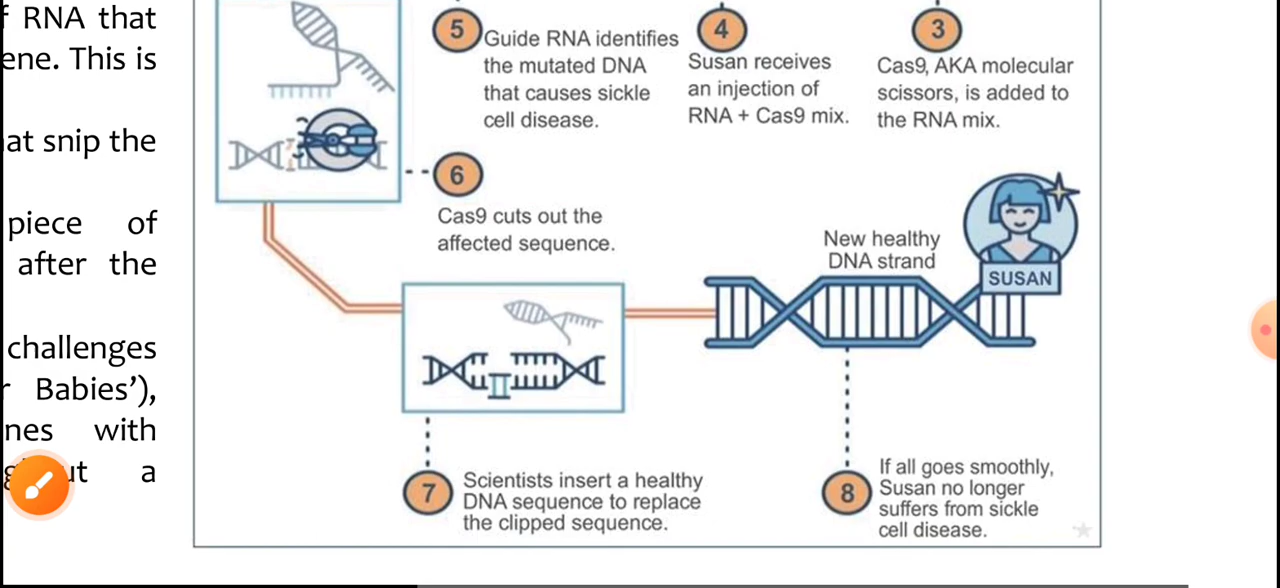 RNA that
ene. This is
at snip the
piece of
after the
challenges
Babies’),
nes with
t a
5
Guide RNA identifies
the mutated DNA
that causes sickle
cell disease.
4
Susan receives
an injection of
RNA + Cas9 mix.
3
Cas9, AKA molecular
scissors, is added to
the RNA mix.
6
Cas9 cuts out the
affected sequence.
New healthy
DNA strand
SUSAN
7
Scientists insert a healthy
DNA sequence to replace
the clipped sequence.
8
If all goes smoothly,
Susan no longer
suffers from sickle
cell disease.